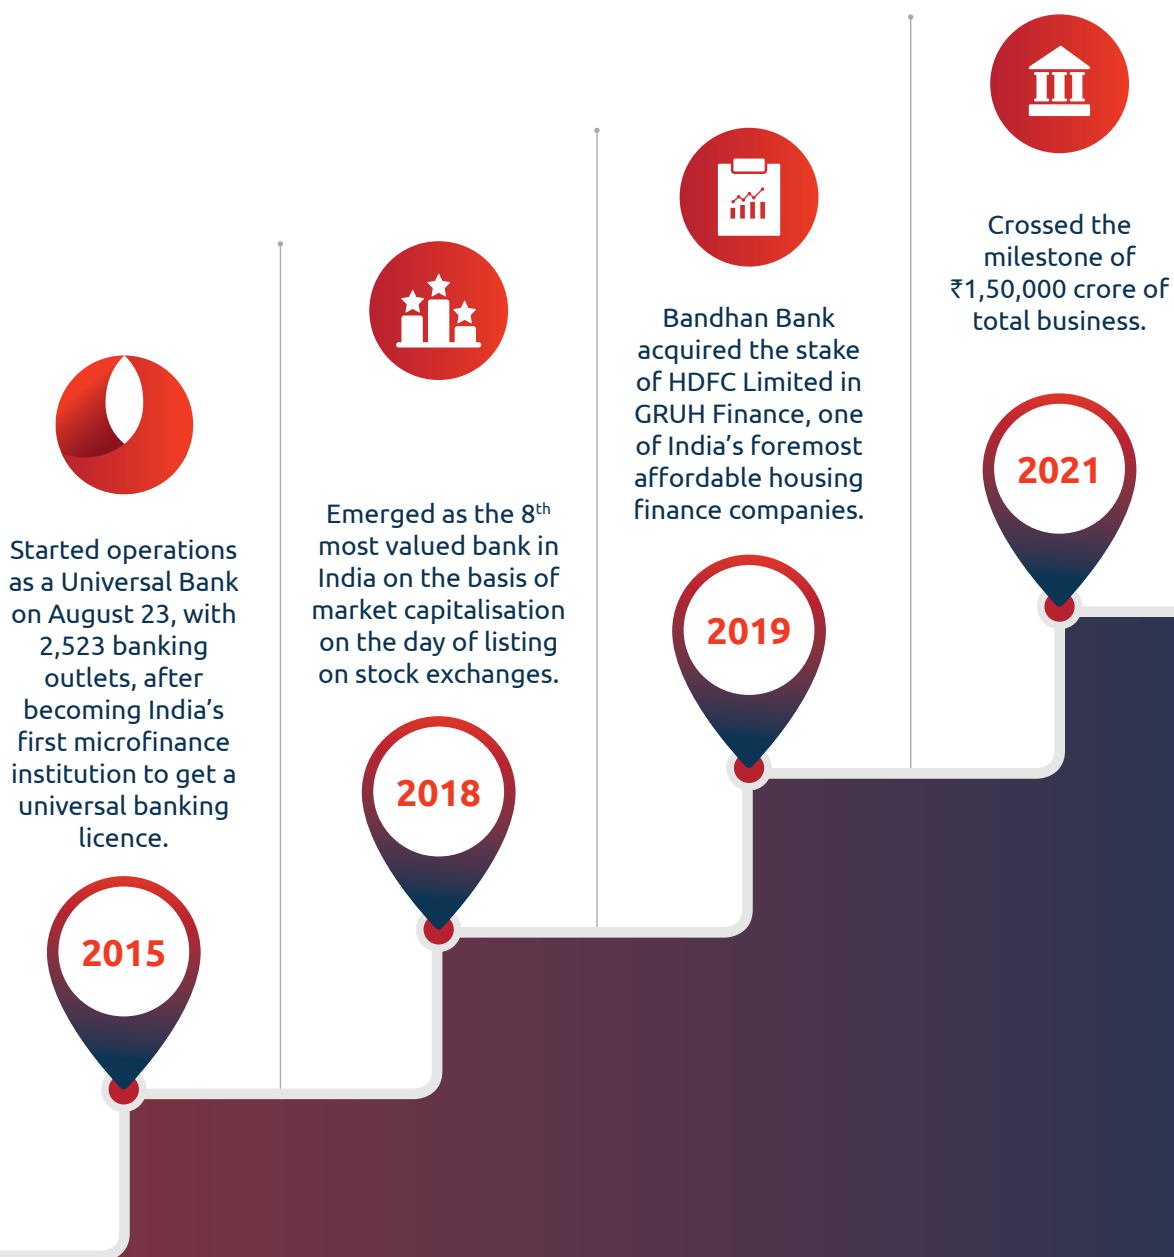 Started operations
as a Universal Bank
on August 23, with
2,523 banking
outlets, after
becoming India’s
first microfinance
institution to get a
universal banking
licence.
2015
Emerged as the 8th
most valued bank in
India on the basis of
market capitalisation
on the day of listing
on stock exchanges.
2018
Bandhan Bank
acquired the stake
of HDFC Limited in
GRUH Finance, one
of India’s foremost
affordable housing
finance companies.
2019
Crossed the
milestone of
₹1,50,000 crore of
total business.
2021